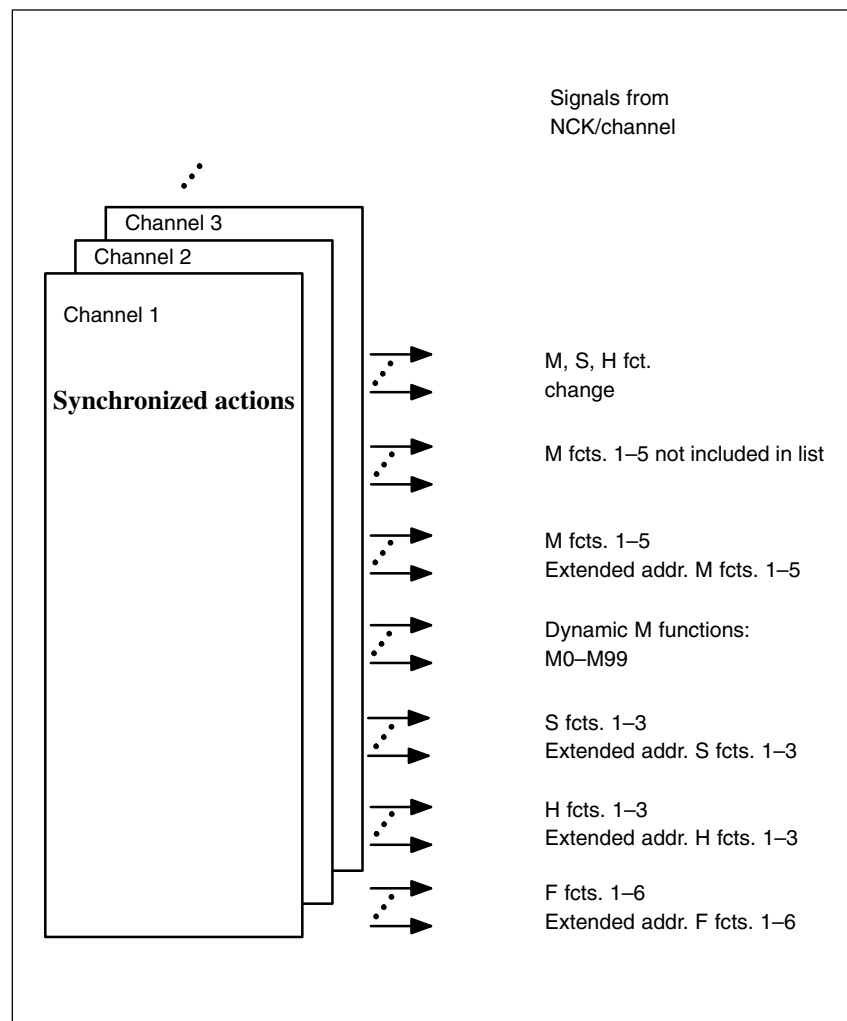 Signals from
NCK/channel
Channel 3
Channel 2
Channel 1
Synchronized actions
M, S, H fct.
change
M fcts. 1–5 not included in list
M fcts. 1–5
Extended addr. M fcts. 1–5
Dynamic M functions:
M0–M99
S fcts. 1–3
Extended addr. S fcts. 1–3
H fcts. 1–3
Extended addr. H fcts. 1–3
F fcts. 1–6
Extended addr. F fcts. 1–6